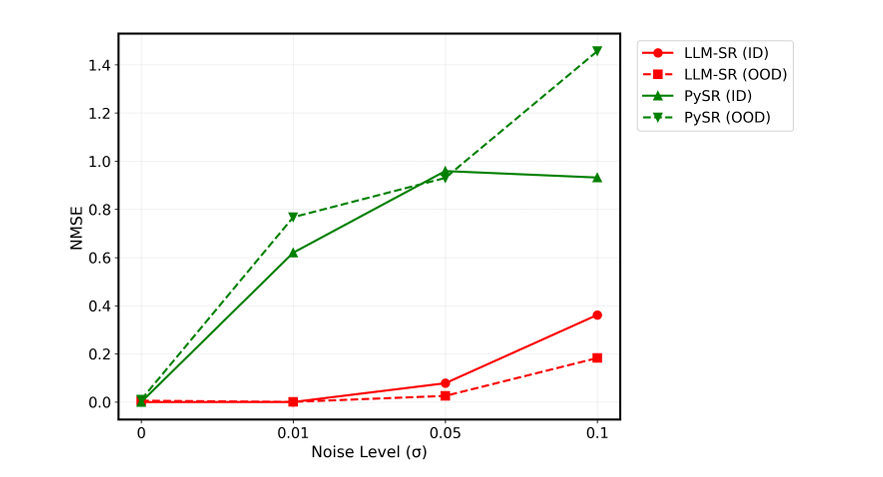 1.4
1.2
1.0
0.8
0.6
0.4
0.2
0.0
NMSE
0
0.01
0.05
0.1
Noise Level (σ)
LLM-SR (ID)
LLM-SR (OOD)
PySR (ID)
PySR (OOD)